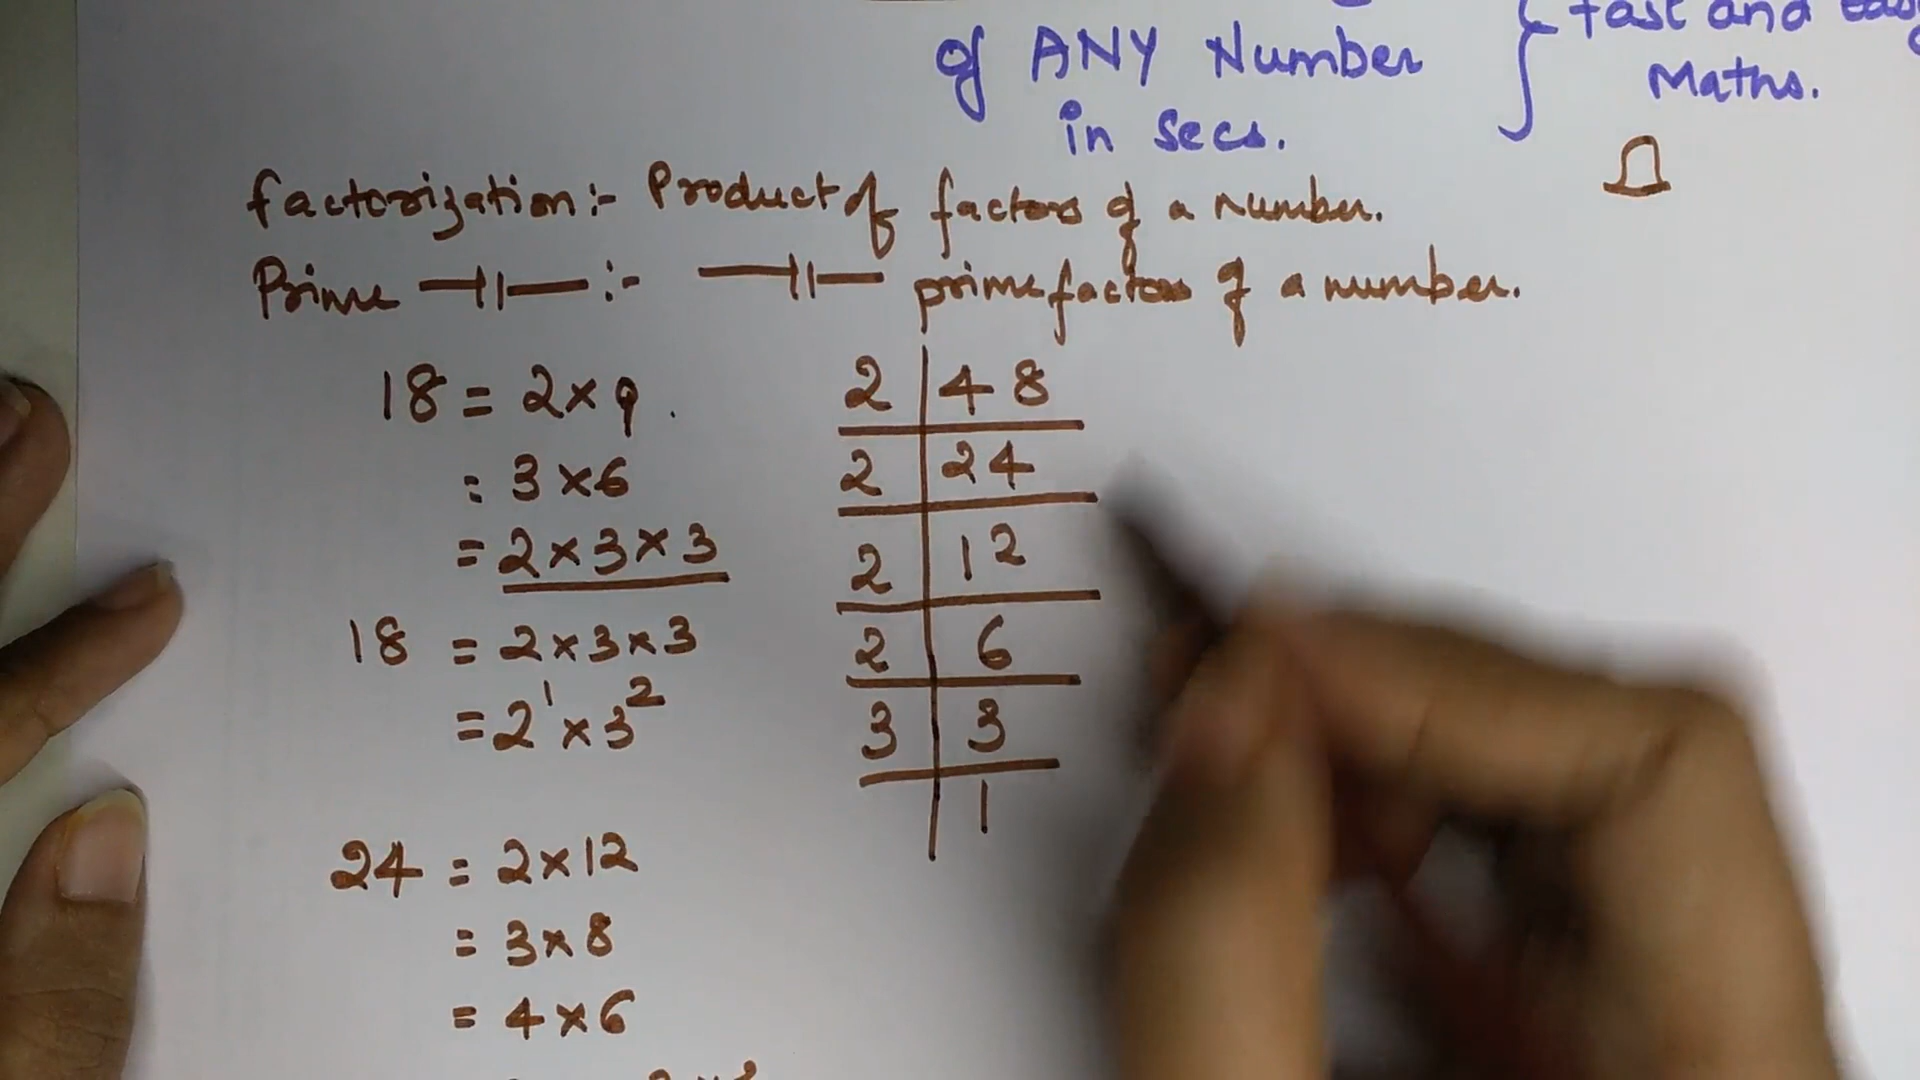 of ANY Number
in secs.
fast and
Maths.
factorization:- Product of factors of a number.
Prime —||— :- —||— prime factors of a number.
18 = 2×9.
: 3×6
= 2×3×3
18 = 2×3×3
= 2¹×3²
24 = 2×12
= 3×8
= 4×6
2 | 48
2 | 24
2 | 12
2 | 6
3 | 3
| 1